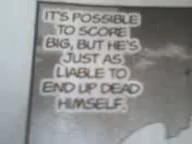 IT'S POSSIBLE
TO SCORE
BIG, BUT HE'S
JUST AS
LIABLE TO
END UP DEAD
HIMSELF.